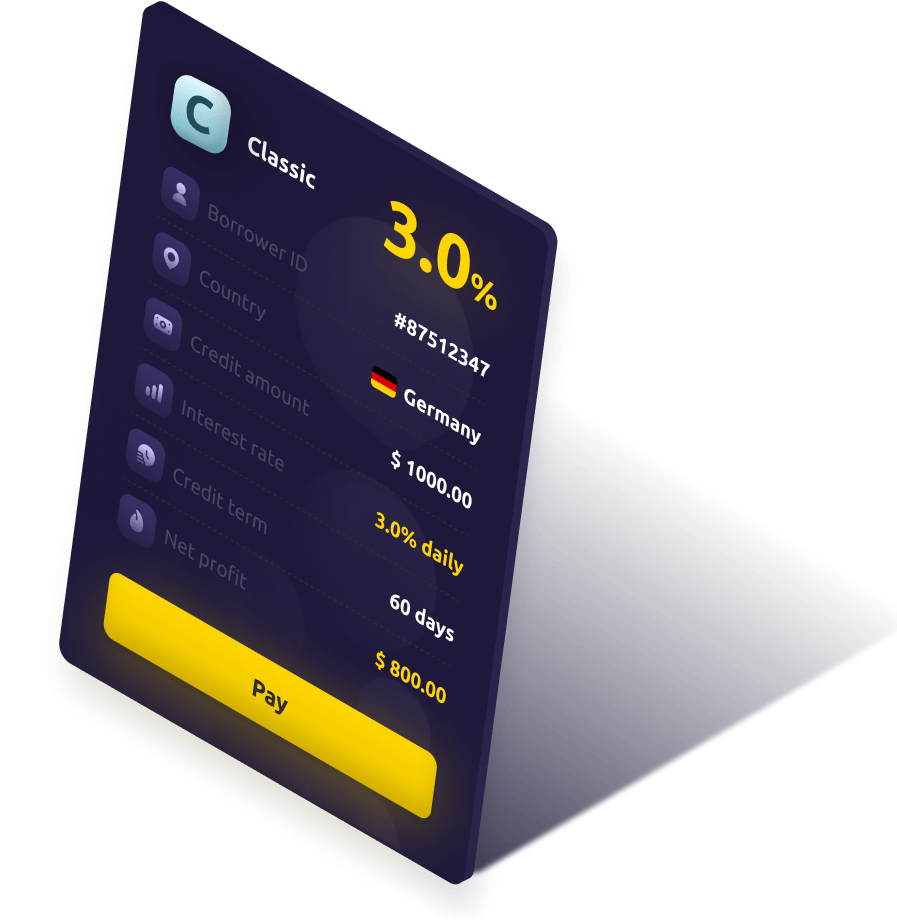 C
Classic
3.0%
Borrower ID #87512347
Country Germany
Credit amount $ 1000.00
Interest rate 3.0% daily
Credit term 60 days
Net profit $ 800.00
Pay